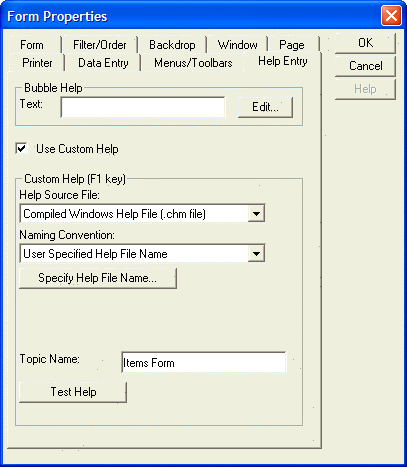 Form Properties
Form Filter/Order Backdrop Window Page
Printer Data Entry Menus/Toolbars Help Entry
OK
Cancel
Help
Bubble Help
Text: Edit...
Use Custom Help
Custom Help (F1 key)
Help Source File:
Compiled Windows Help File (.chm file)
Naming Convention:
User Specified Help File Name
Specify Help File Name...
Topic Name: Items Form
Test Help